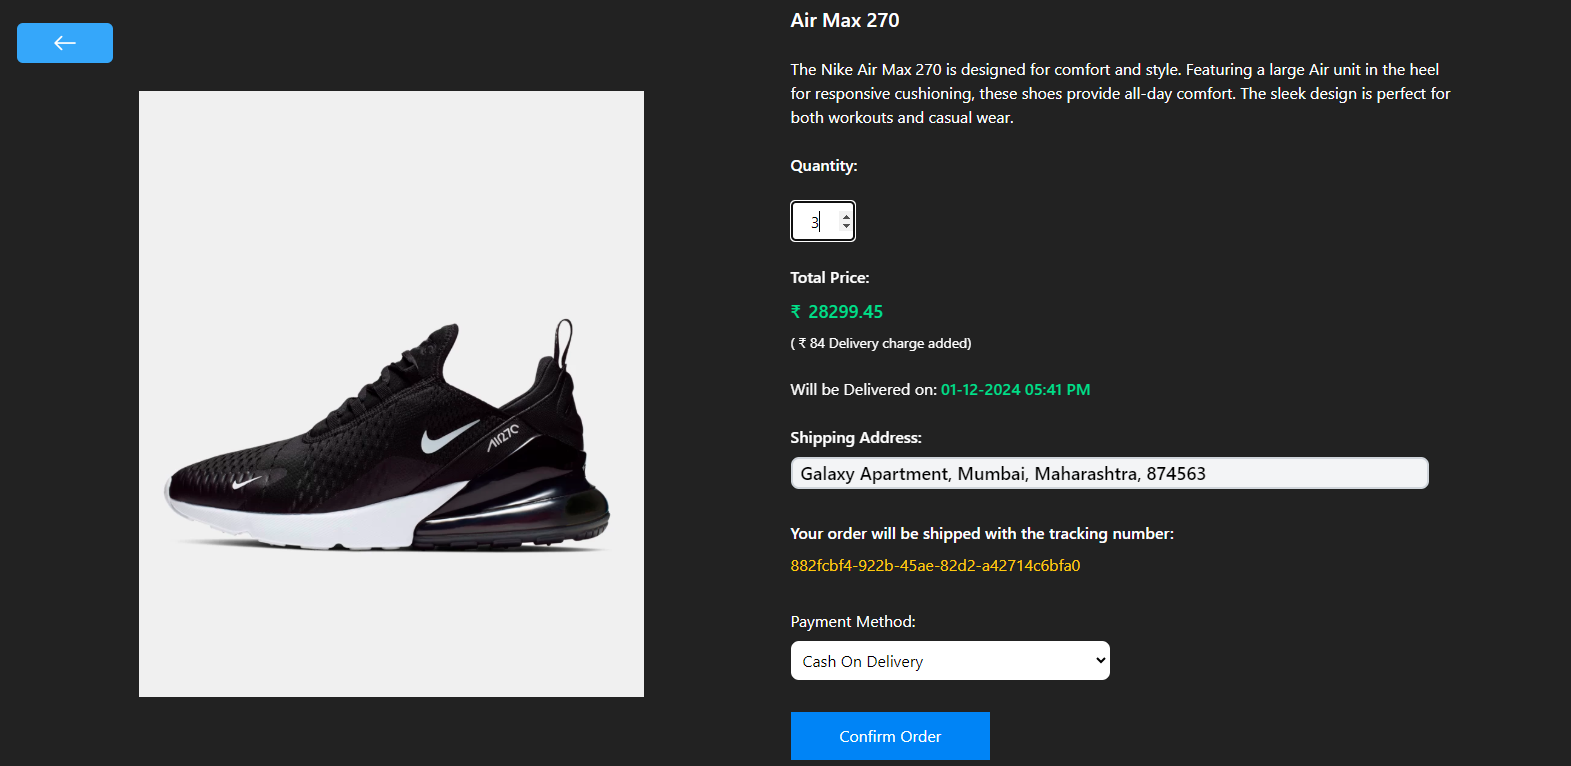 Air Max 270
The Nike Air Max 270 is designed for comfort and style. Featuring a large Air unit in the heel
for responsive cushioning, these shoes provide all-day comfort. The sleek design is perfect for
both workouts and casual wear.
Quantity:
3
Total Price:
₹ 28299.45
( ₹ 84 Delivery charge added)
Will be Delivered on: 01-12-2024 05:41 PM
Shipping Address:
Galaxy Apartment, Mumbai, Maharashtra, 874563
Your order will be shipped with the tracking number:
882fcbf4-922b-45ae-82d2-a42714c6bfa0
Payment Method:
Cash On Delivery
Confirm Order
AIR270